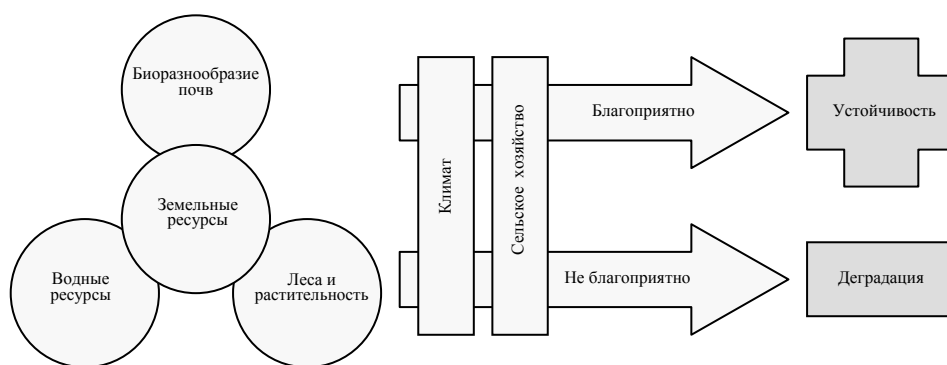 Биоразнообразие
почв
Земельные
ресурсы
Водные
ресурсы
Леса и
растительность
Климат
Сельское хозяйство
Благоприятно
Не благоприятно
Устойчивость
Деградация